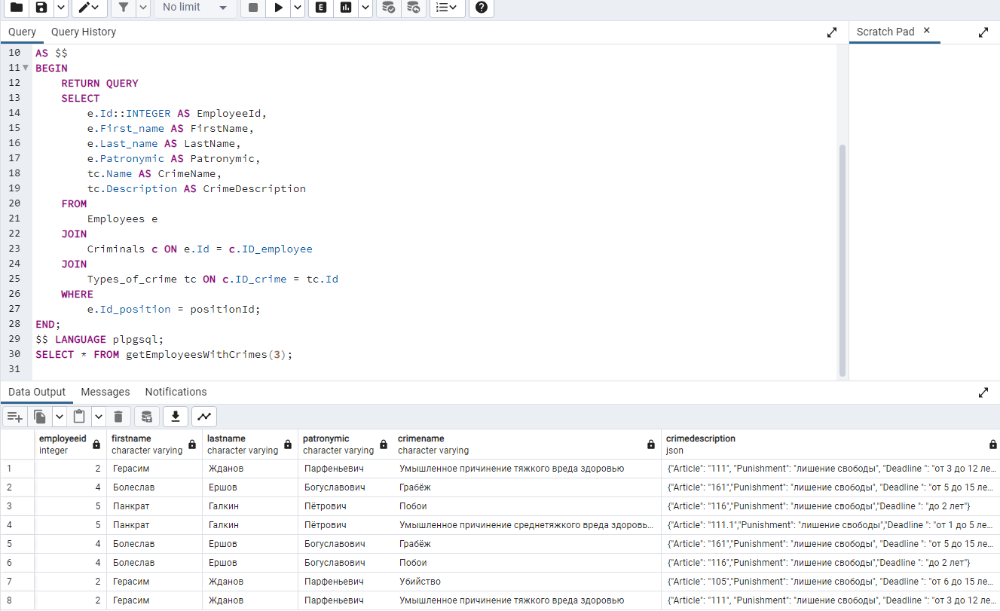 No limit
E
Query Query History Scratch Pad
10 AS $$
11 BEGIN
12 RETURN QUERY
13 SELECT
14 e.Id::INTEGER AS EmployeeId,
15 e.First_name AS FirstName,
16 e.Last_name AS LastName,
17 e.Patronymic AS Patronymic,
18 tc.Name AS CrimeName,
19 tc.Description AS CrimeDescription
20 FROM
21 Employees e
22 JOIN
23 Criminals c ON e.Id = c.ID_employee
24 JOIN
25 Types_of_crime tc ON c.ID_crime = tc.Id
26 WHERE
27 e.Id_position = positionId;
28 END;
29 $$ LANGUAGE plpgsql;
30 SELECT * FROM getEmployeesWithCrimes(3);
31
Data Output Messages Notifications
employeeid firstname lastname patronymic crimename crimedescription
integer character varying character varying character varying character varying json
1 2 Герасим Жданов Парфеньевич Умышленное причинение тяжкого вреда здоровью {"Article": "111", "Punishment": "лишение свободы", "Deadline ": "от 3 до 12 ле...
2 4 Болеслав Ершов Богуславович Грабёж {"Article": "161","Punishment": "лишение свободы", "Deadline ": "от 5 до 15 ле...
3 5 Панкрат Галкин Пётрович Побои {"Article": "116","Punishment": "лишение свободы","Deadline ": "до 2 лет"}
4 5 Панкрат Галкин Пётрович Умышленное причинение среднетяжкого вреда здоровь... {"Article": "111.1","Punishment": "лишение свободы","Deadline ": "от 1 до 5 ле...
5 4 Болеслав Ершов Богуславович Грабёж {"Article": "161","Punishment": "лишение свободы", "Deadline ": "от 5 до 15 ле...
6 4 Болеслав Ершов Богуславович Побои {"Article": "116","Punishment": "лишение свободы","Deadline ": "до 2 лет"}
7 2 Герасим Жданов Парфеньевич Убийство {"Article": "105","Punishment": "лишение свободы", "Deadline ": "от 6 до 15 ле...
8 2 Герасим Жданов Парфеньевич Умышленное причинение тяжкого вреда здоровью {"Article": "111", "Punishment": "лишение свободы", "Deadline ": "от 3 до 12 ле...